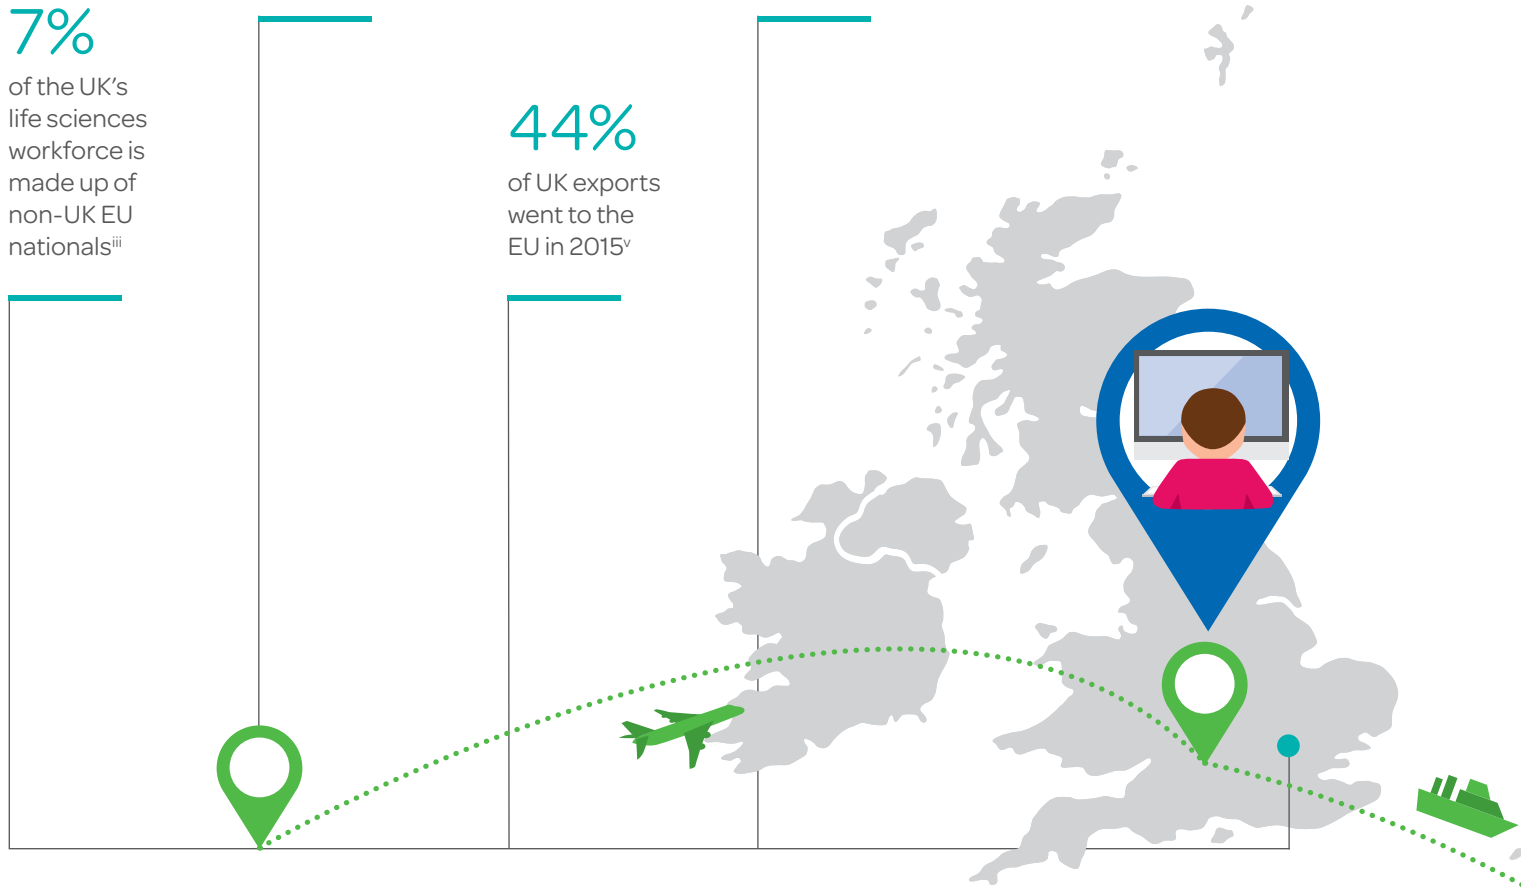 7%
of the UK’s
life sciences
workforce is
made up of
non-UK EU
nationalsⁱⁱⁱ
44%
of UK exports
went to the
EU in 2015ᵛ